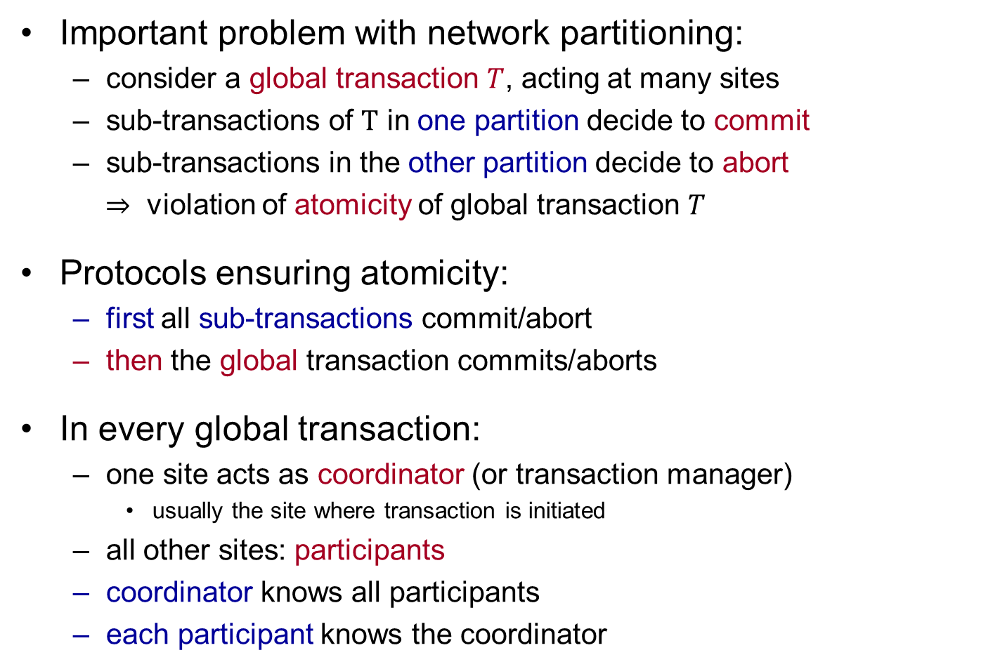 • Important problem with network partitioning:
– consider a global transaction T, acting at many sites
– sub-transactions of T in one partition decide to commit
– sub-transactions in the other partition decide to abort
⇒ violation of atomicity of global transaction T
• Protocols ensuring atomicity:
– first all sub-transactions commit/abort
– then the global transaction commits/aborts
• In every global transaction:
– one site acts as coordinator (or transaction manager)
• usually the site where transaction is initiated
– all other sites: participants
– coordinator knows all participants
– each participant knows the coordinator